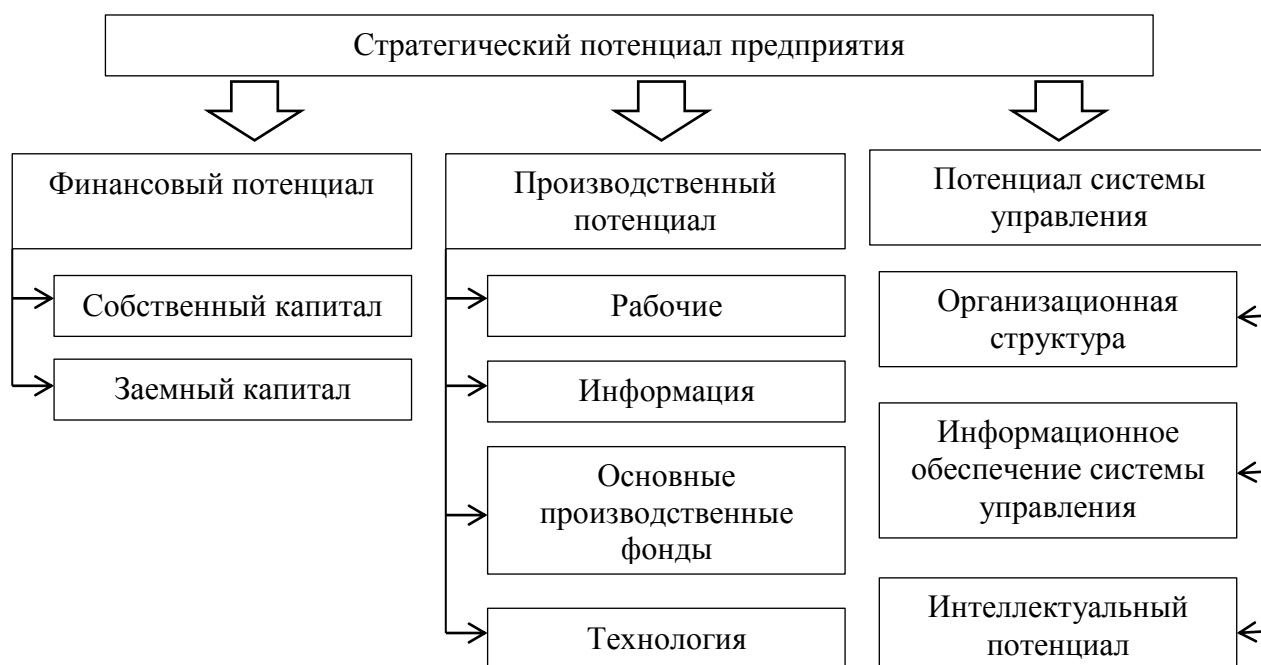 Стратегический потенциал предприятия
Финансовый потенциал
Собственный капитал
Заемный капитал
Производственный
потенциал
Рабочие
Информация
Основные
производственные
фонды
Технология
Потенциал системы
управления
Организационная
структура
Информационное
обеспечение системы
управления
Интеллектуальный
потенциал